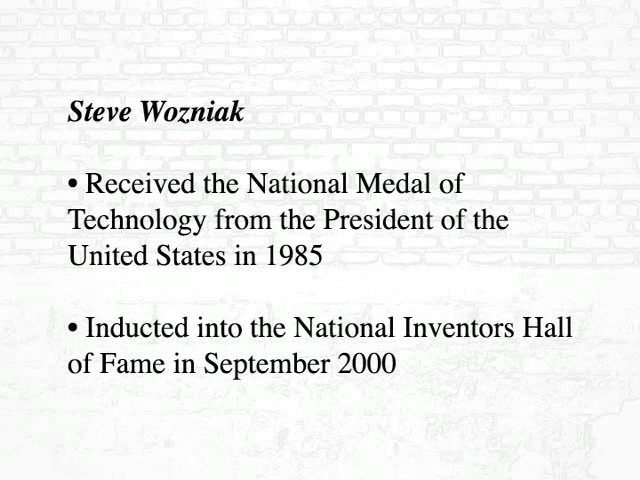 Steve Wozniak
• Received the National Medal of
Technology from the President of the
United States in 1985
• Inducted into the National Inventors Hall
of Fame in September 2000